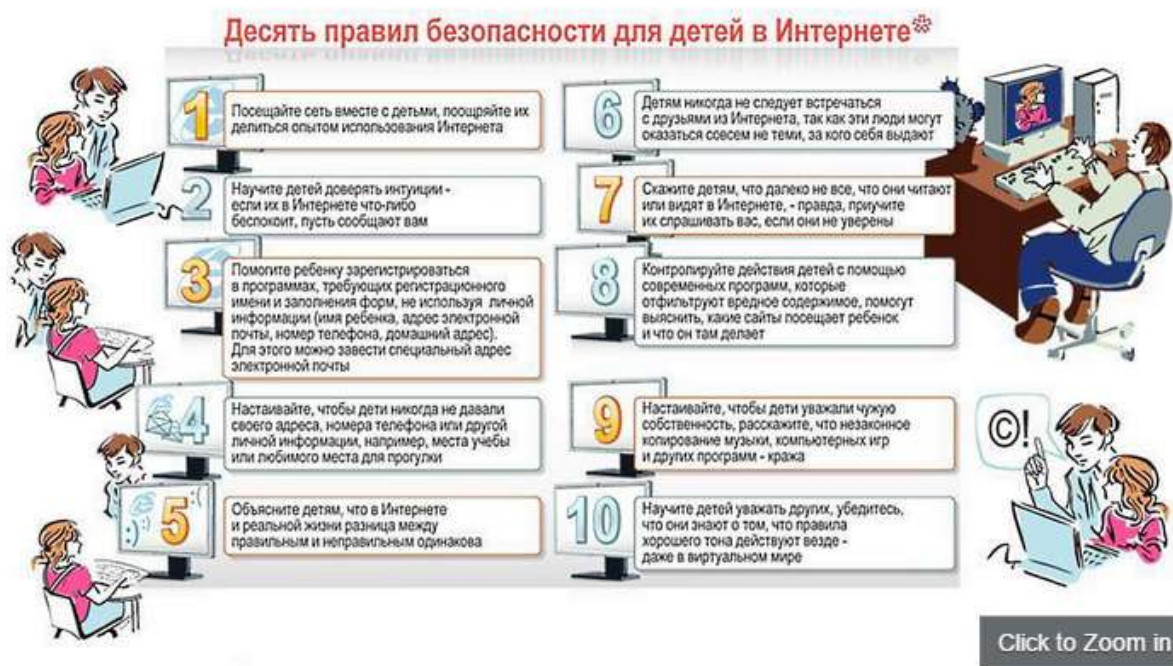 Десять правил безопасности для детей в Интернете*
1
Посещайте сеть вместе с детьми, поощряйте их
делиться опытом использования Интернета
2
Научите детей доверять интуиции -
если их в Интернете что-либо
беспокоит, пусть сообщают вам
3
Помогите ребенку зарегистрироваться
в программах, требующих регистрационного
имени и заполнения форм, не используя личной
информации (имя ребенка, адрес электронной
почты, номер телефона, домашний адрес).
Для этого можно завести специальный адрес
электронной почты
4
Настаивайте, чтобы дети никогда не давали
своего адреса, номера телефона или другой
личной информации, например, места учебы
или любимого места для прогулки
5
:(
:)
Объясните детям, что в Интернете
и реальной жизни разница между
правильным и неправильным одинакова
6
Детям никогда не следует встречаться
с друзьями из Интернета, так как эти люди могут
оказаться совсем не теми, за кого себя выдают
7
Скажите детям, что далеко не все, что они читают
или видят в Интернете, - правда, приучите
их спрашивать вас, если они не уверены
8
Контролируйте действия детей с помощью
современных программ, которые
отфильтруют вредное содержимое, помогут
выяснить, какие сайты посещает ребенок
и что он там делает
9
Настаивайте, чтобы дети уважали чужую
собственность, расскажите, что незаконное
копирование музыки, компьютерных игр
и других программ - кража
©!
10
Научите детей уважать других, убедитесь,
что они знают о том, что правила
хорошего тона действуют везде -
даже в виртуальном мире
Click to Zoom in